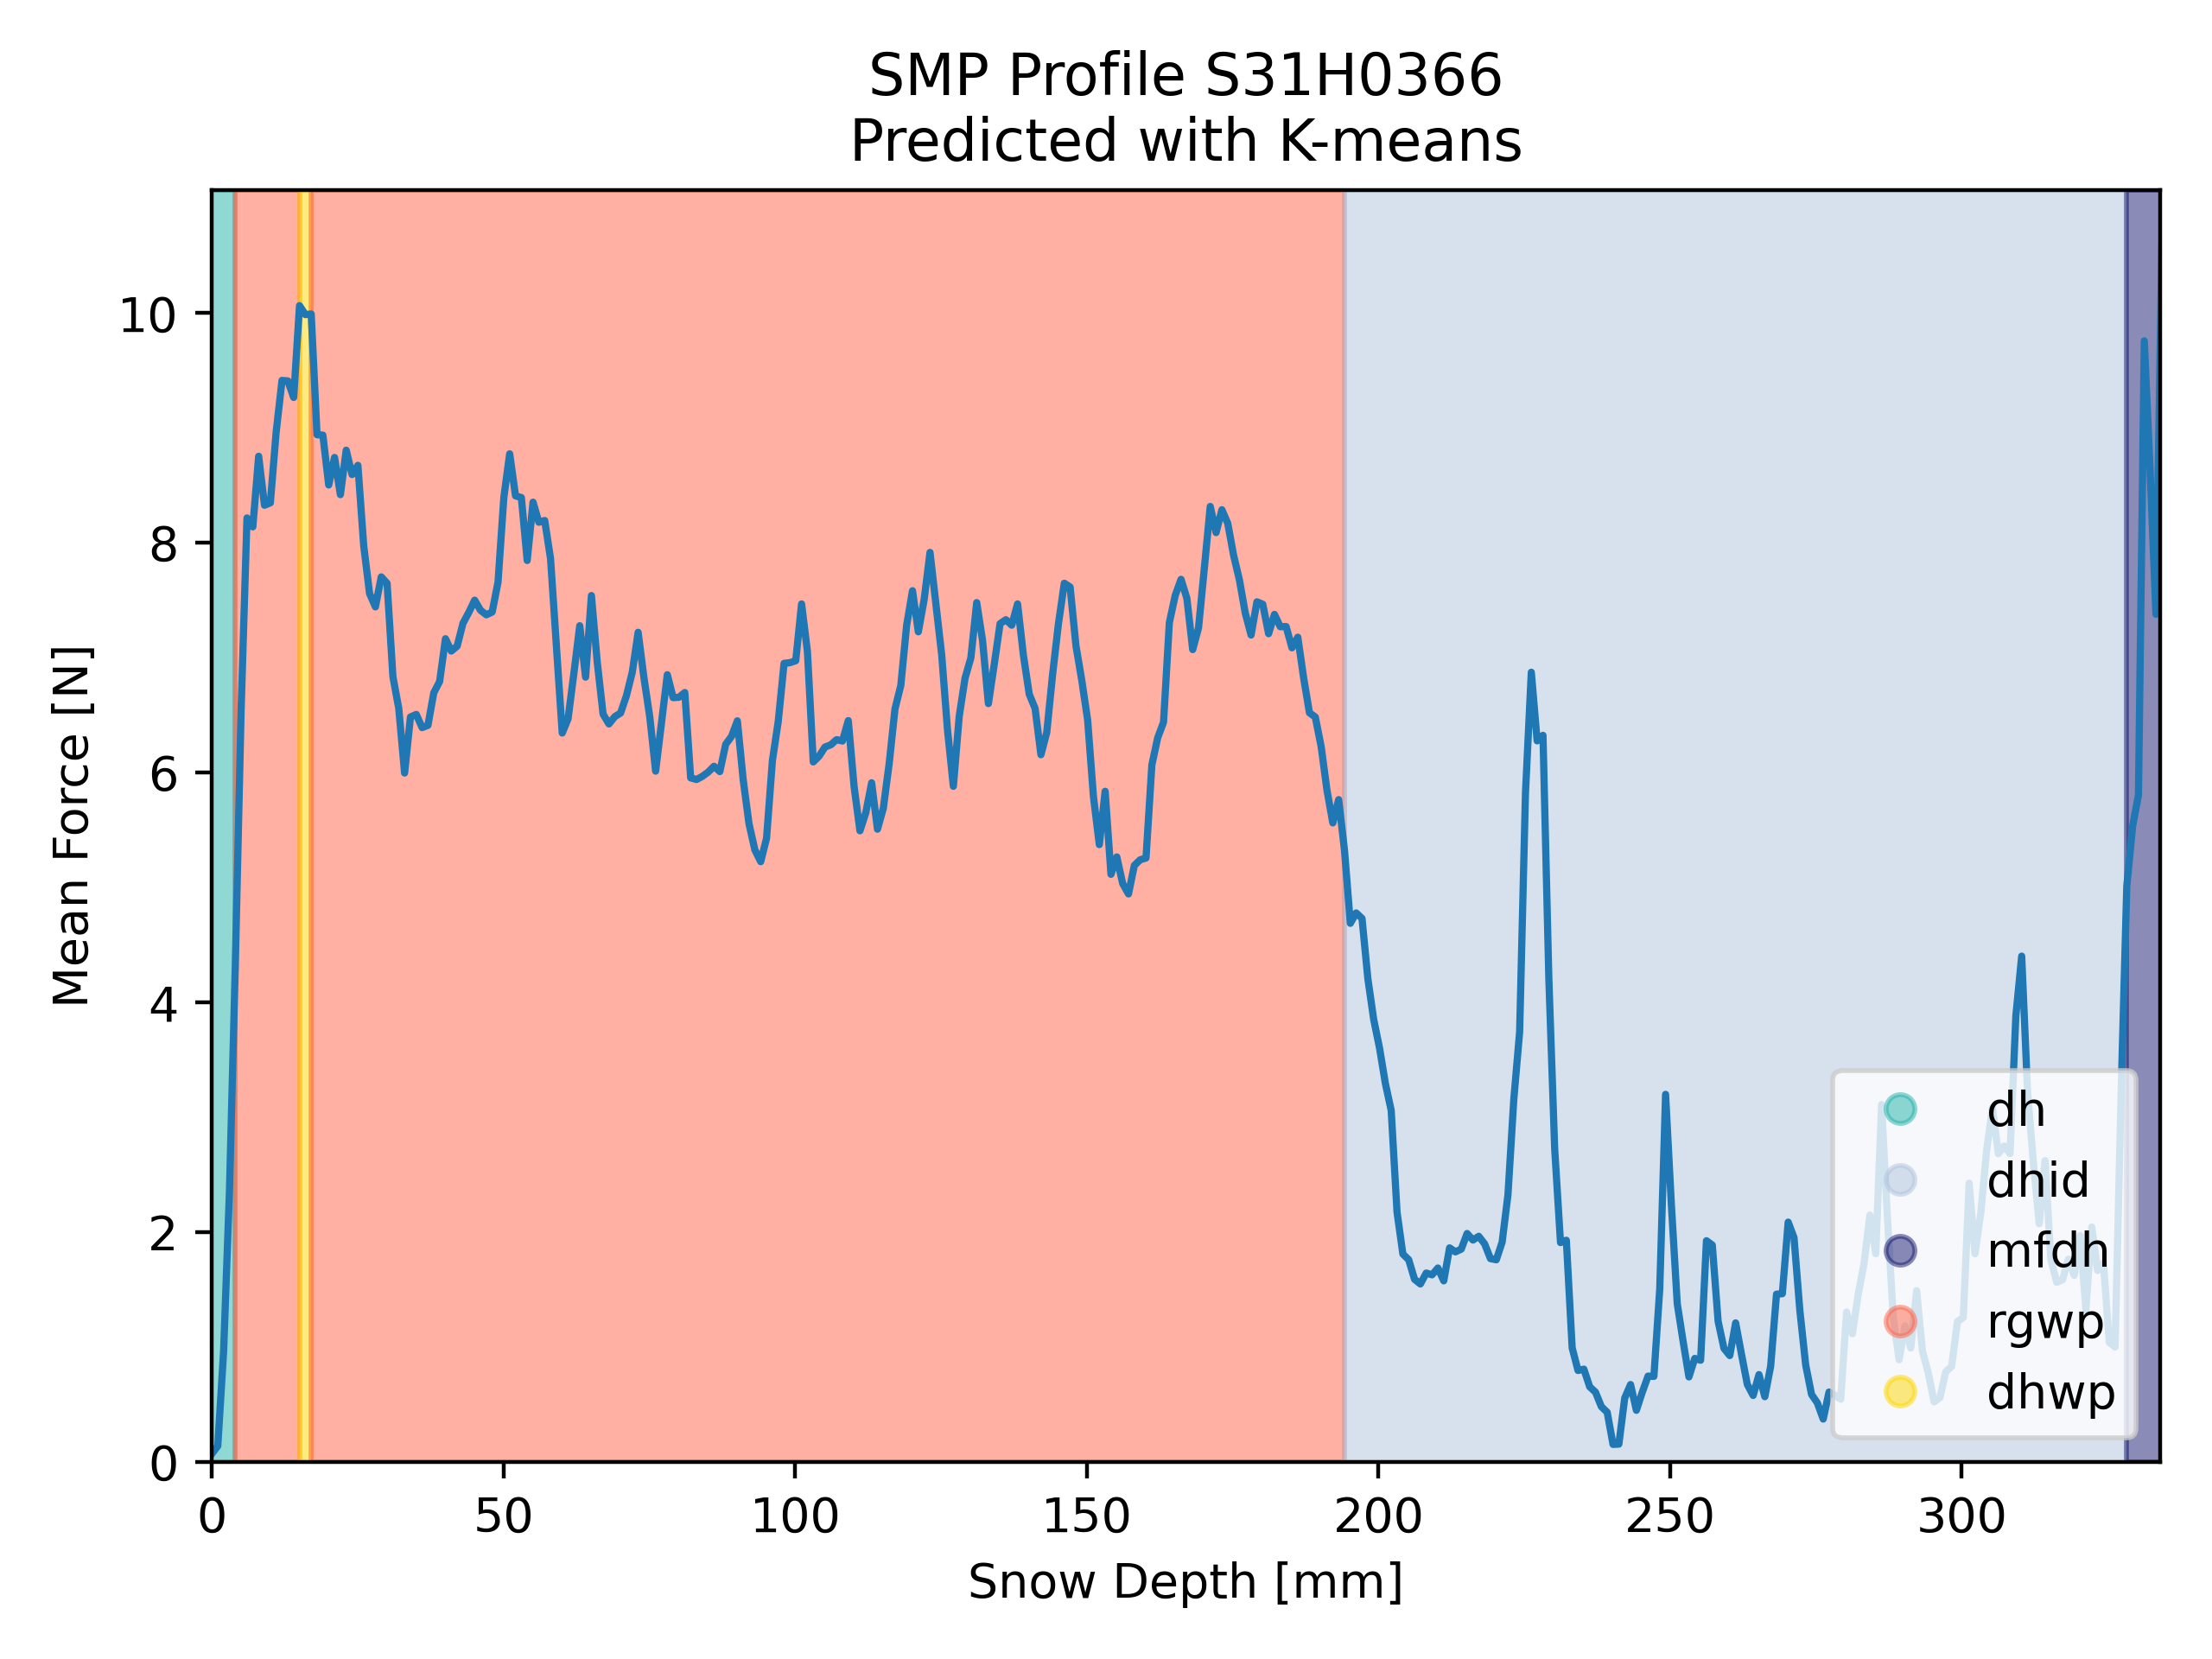 SMP Profile S31H0366
Predicted with K-means
Mean Force [N]
10
8
6
4
2
0
dh
dhid
mfdh
rgwp
dhwp
0 50 100 150 200 250 300
Snow Depth [mm]